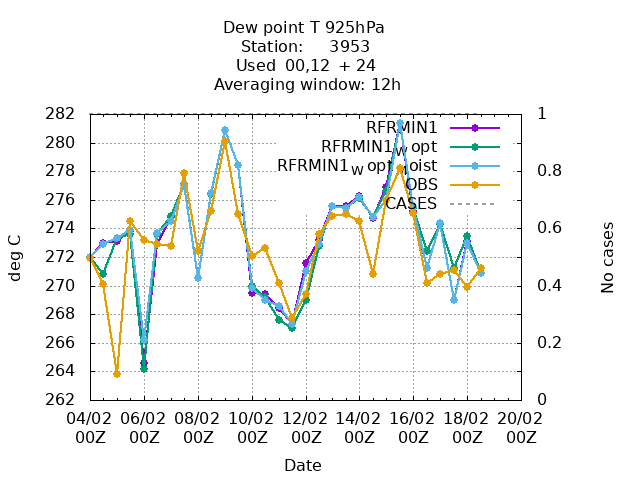 Dew point T 925hPa
Station: 3953
Used 00,12 + 24
Averaging window: 12h
282
280
278
276
274
272
270
268
266
264
262
deg C
1
0.8
0.6
0.4
0.2
0
No cases
RFRMIN1
RFRMIN1w opt
RFRMIN1w opt
OBS
CASES
04/02 06/02 08/02 10/02 12/02 14/02 16/02 18/02 20/02
00Z 00Z 00Z 00Z 00Z 00Z 00Z 00Z 00Z
Date